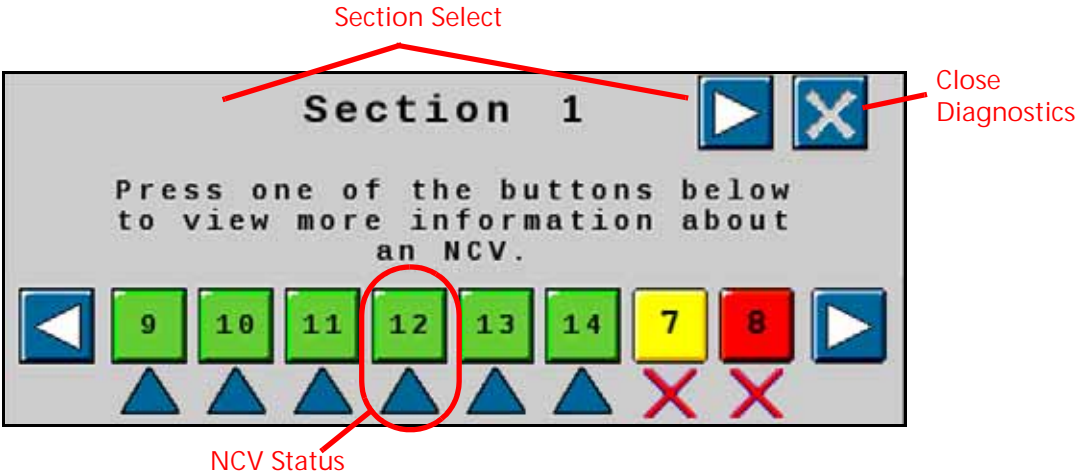 Section Select
Section 1
Close
Diagnostics
Press one of the buttons below
to view more information about
an NCV.
9 10 11 12 13 14 7 8
NCV Status